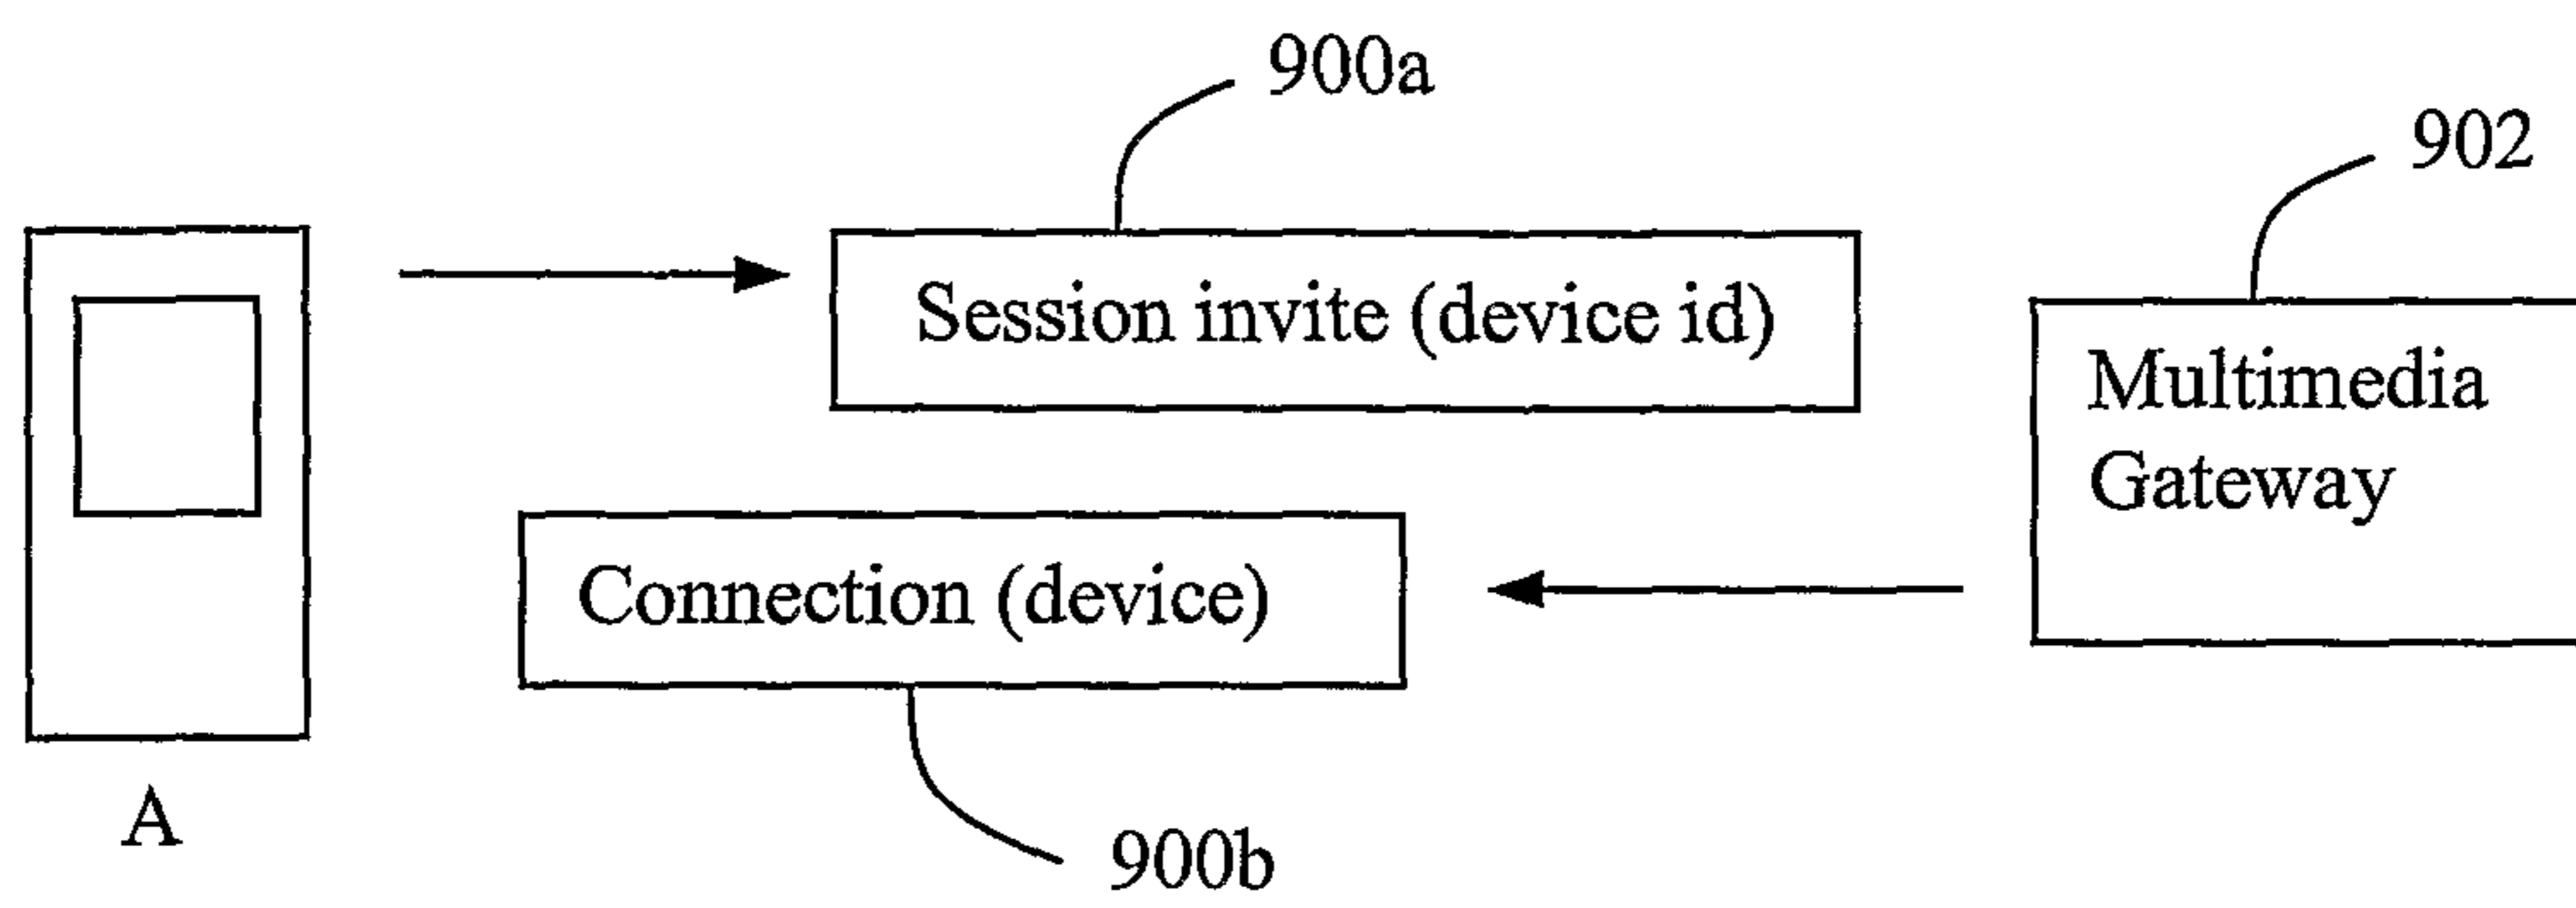 900a
902
Session invite (device id)
Multimedia
Gateway
Connection (device)
A
900b